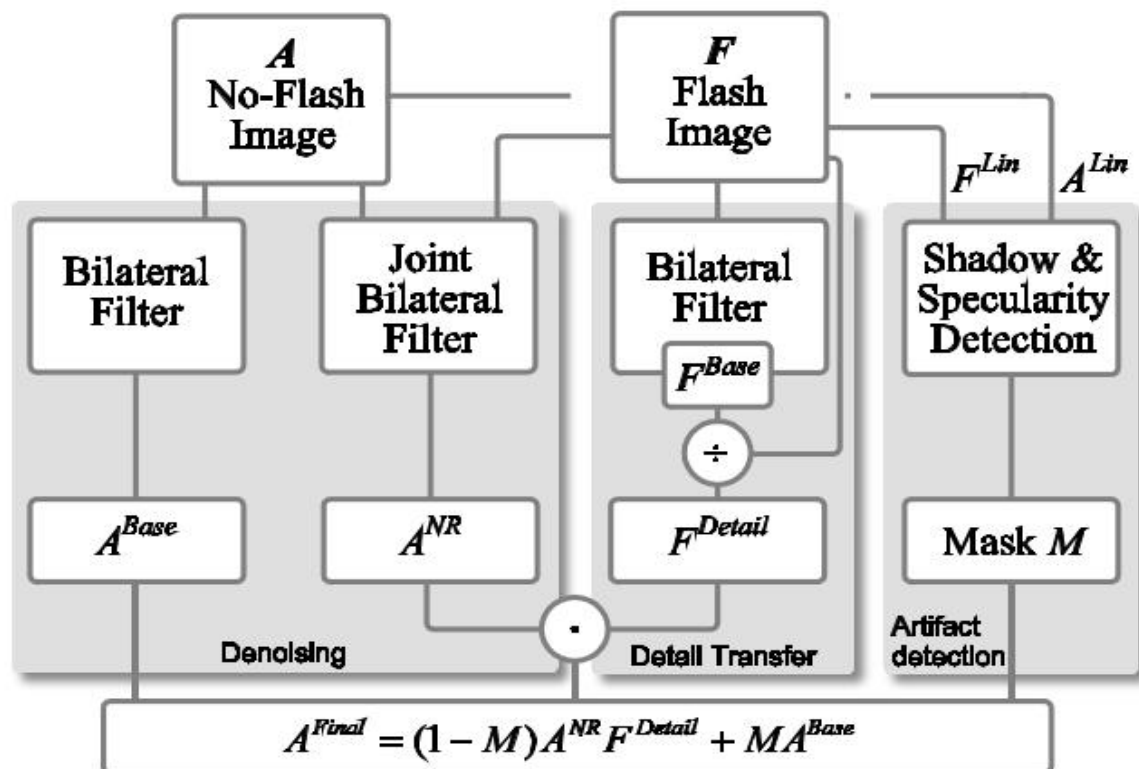 A
No-Flash
Image
F
Flash
Image
F^Lin
A^Lin
Bilateral
Filter
Joint
Bilateral
Filter
Bilateral
Filter
F^Base
Shadow &
Specularity
Detection
÷
A^Base
A^NR
F^Detail
Mask M
·
Denoising
Detail Transfer
Artifact
detection
A^Final = (1 − M) A^NR F^Detail + M A^Base